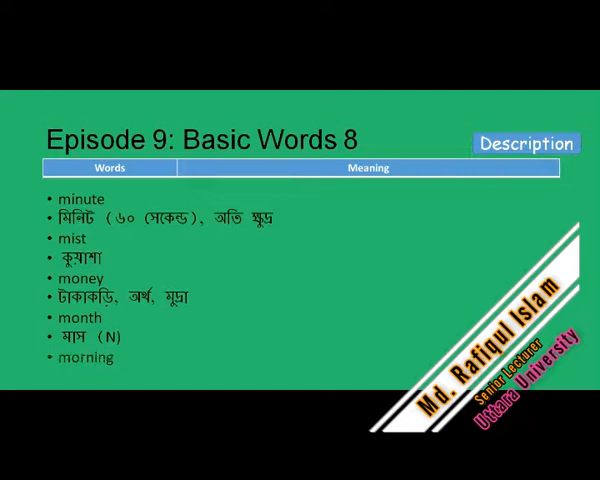 Episode 9: Basic Words 8
Description
Words Meaning
• minute
• মিনিট (৬০ সেকেন্ড), অতি ক্ষুদ্র
• mist
• কুয়াশা
• money
• টাকাকড়ি, অর্থ, মুদ্রা
• month
• মাস (N)
• morning
Md. Rafiqul Islam
Senior Lecturer
Uttara University